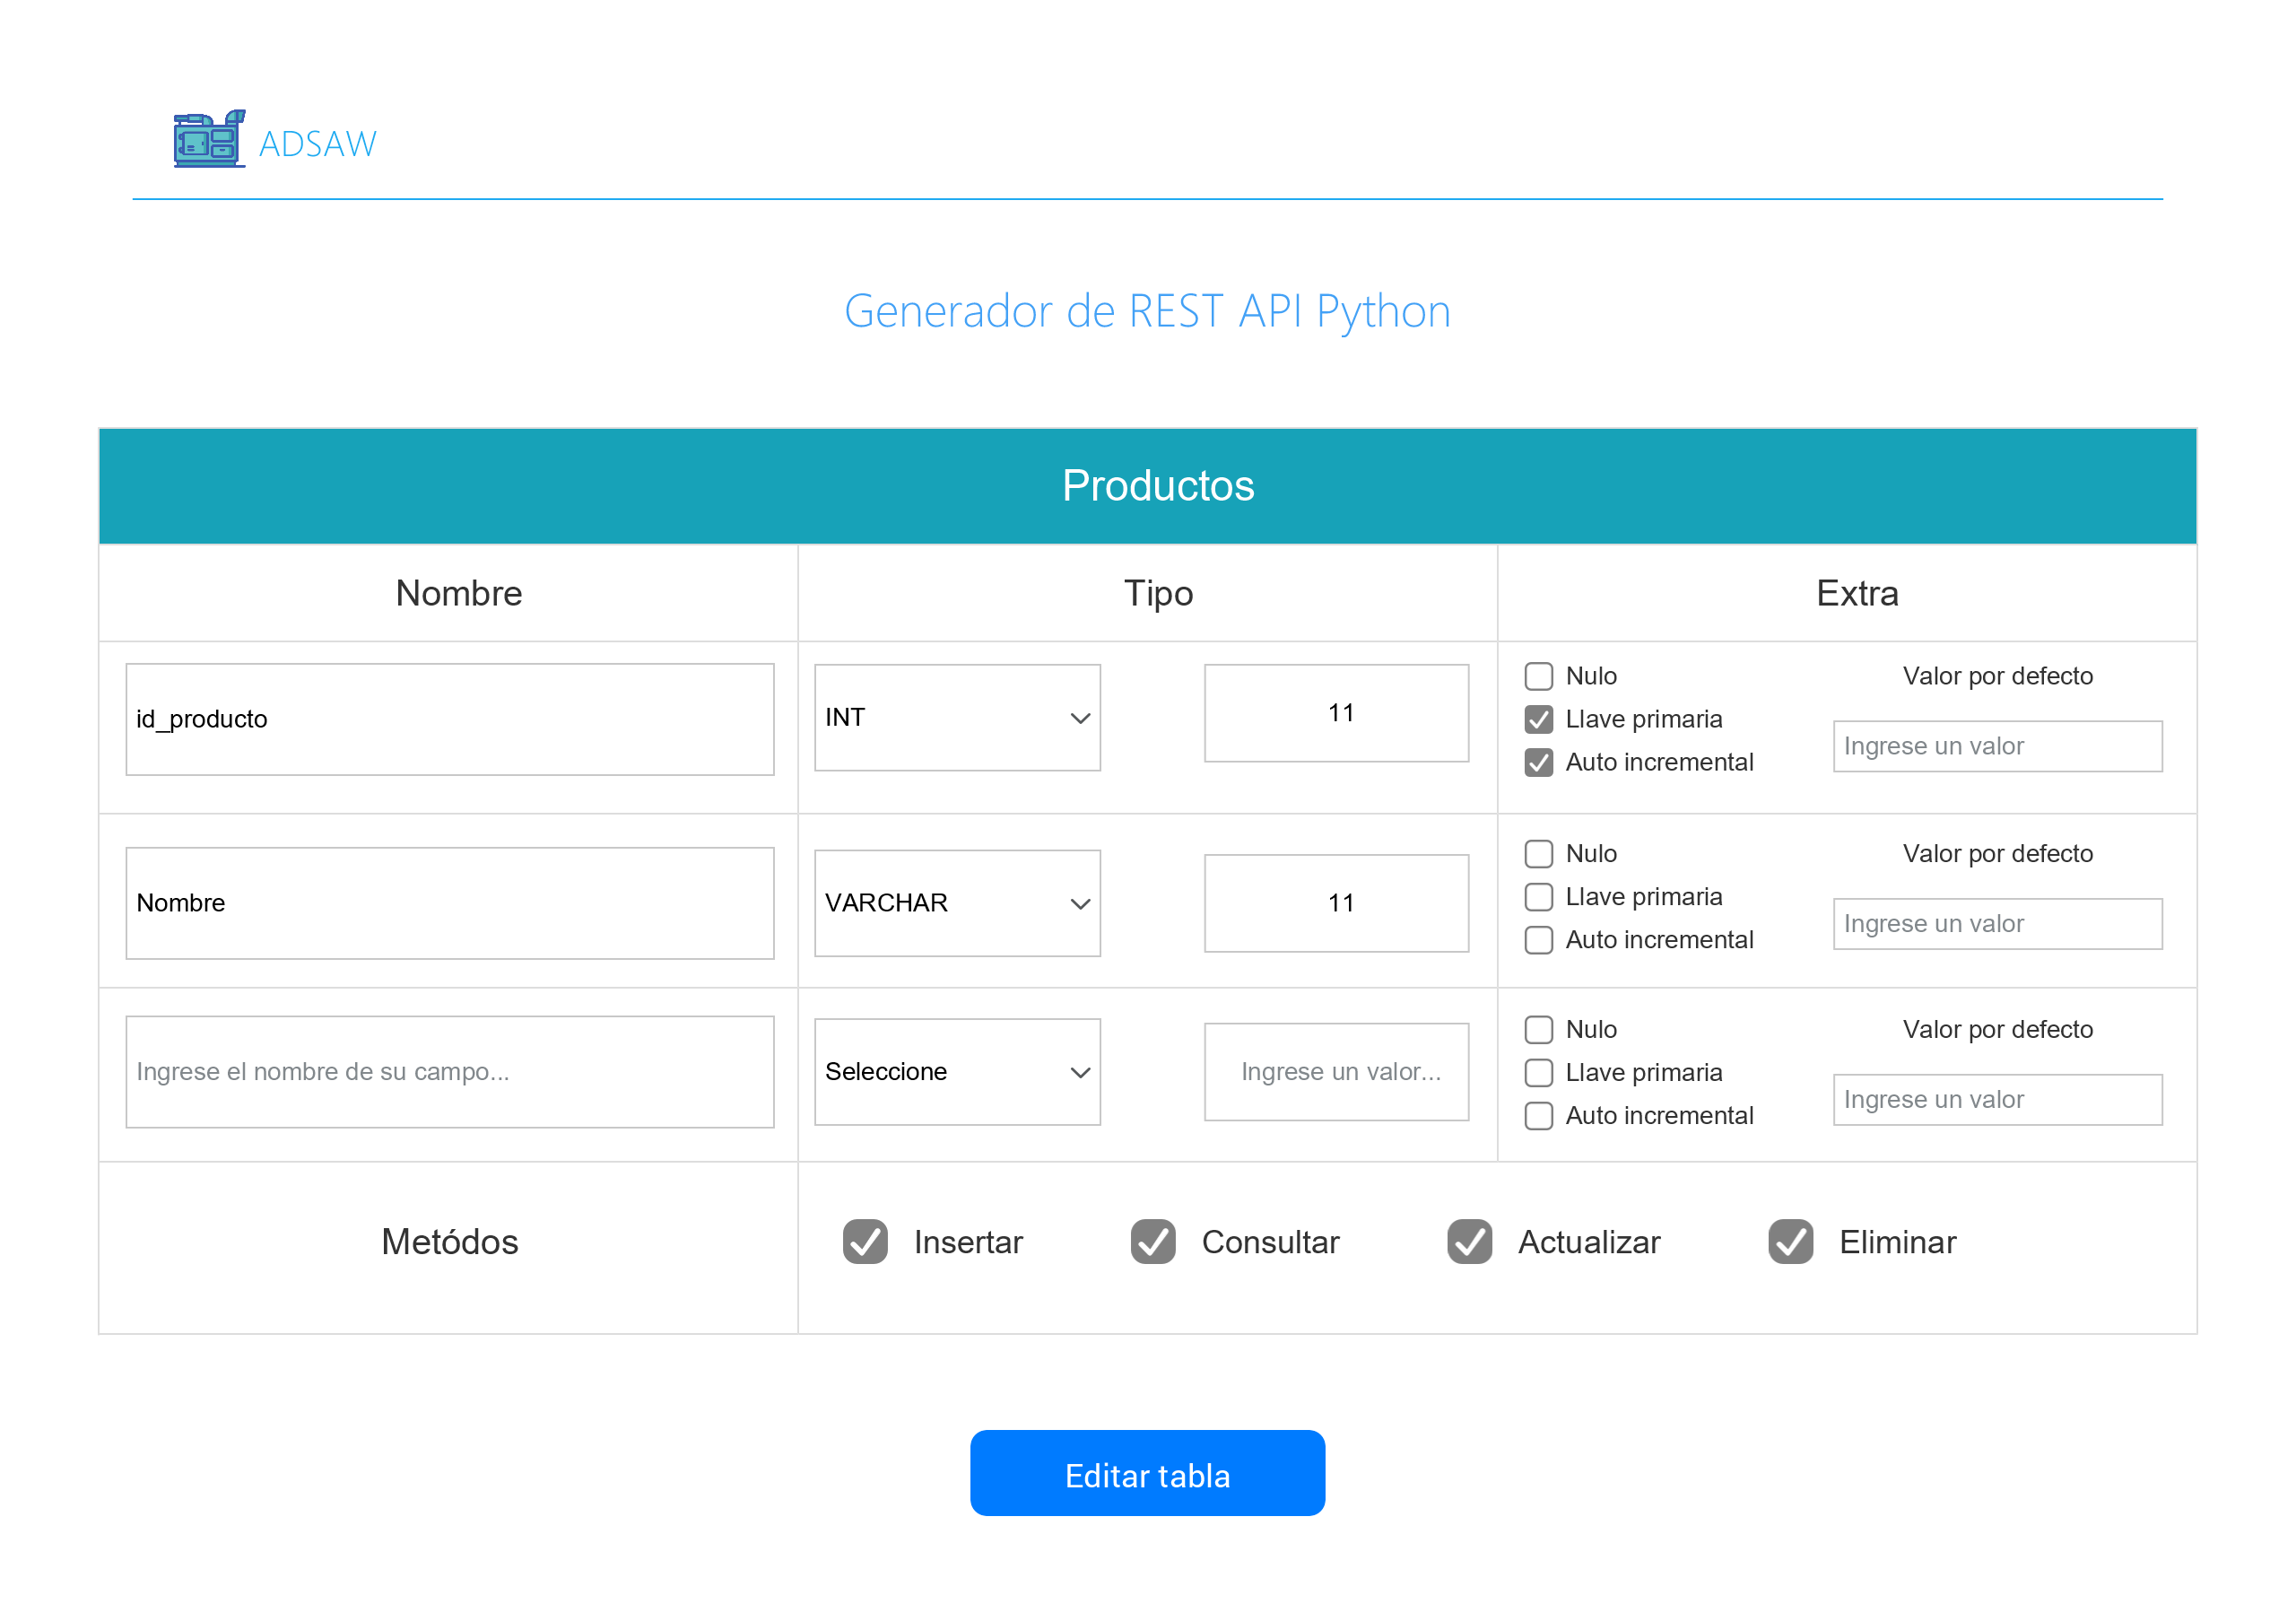 ADSAW
Generador de REST API Python
Productos
Nombre Tipo Extra
id_producto INT 11
Nulo Valor por defecto
Llave primaria
Auto incremental Ingrese un valor
Nombre VARCHAR 11
Nulo Valor por defecto
Llave primaria
Auto incremental Ingrese un valor
Ingrese el nombre de su campo... Seleccione Ingrese un valor...
Nulo Valor por defecto
Llave primaria
Auto incremental Ingrese un valor
Metódos Insertar Consultar Actualizar Eliminar
Editar tabla